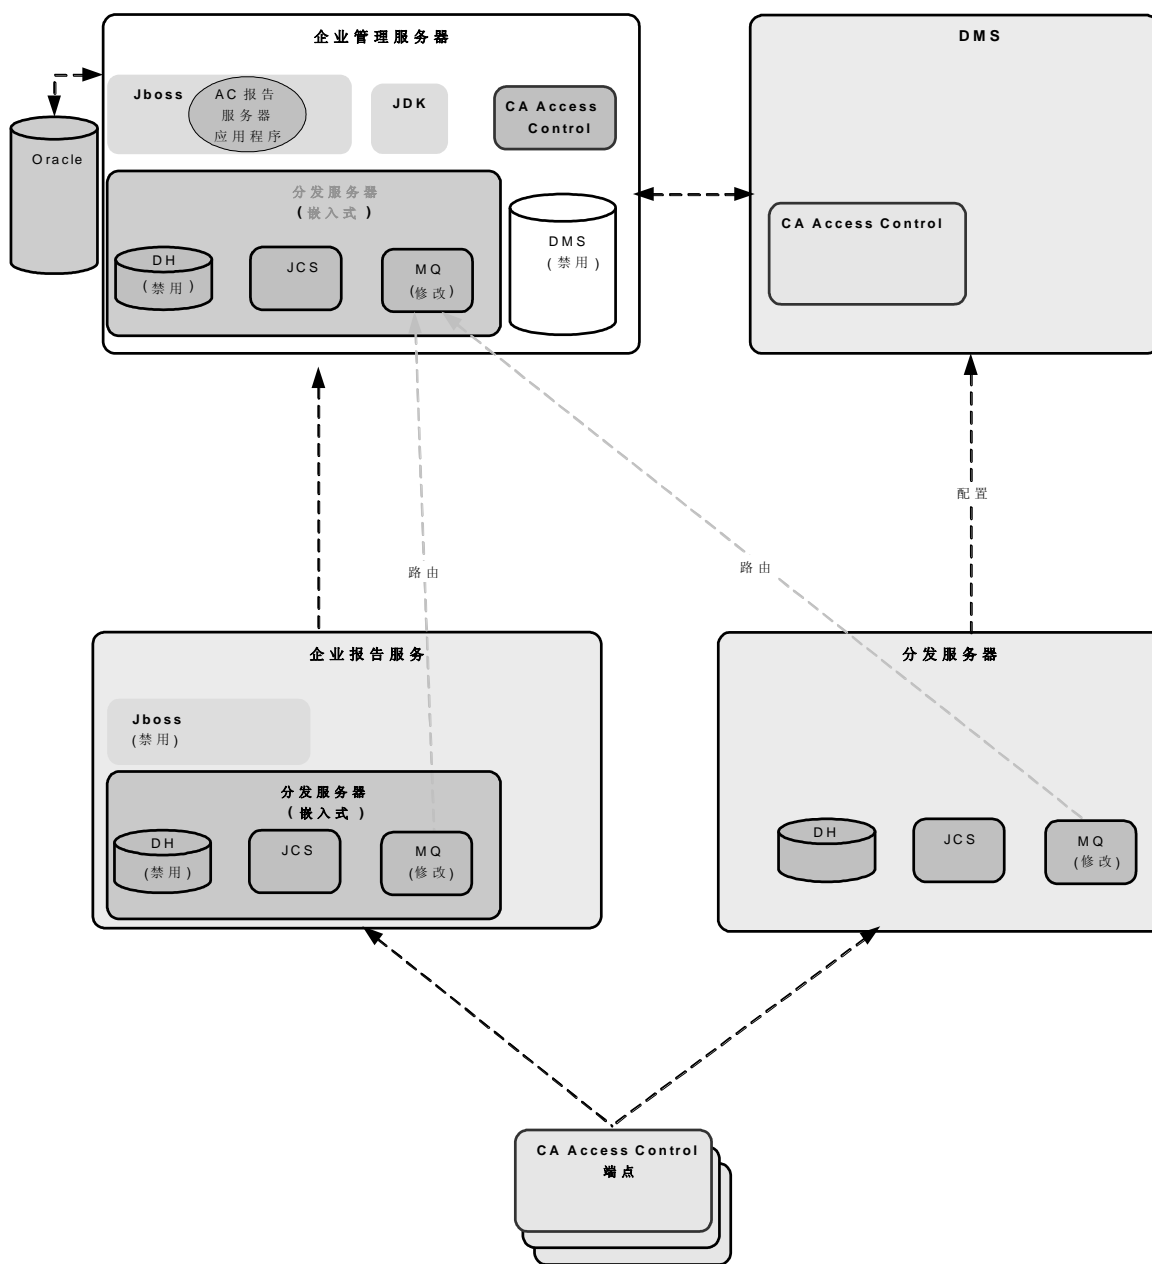 企业管理服务器
DMS
Jboss
AC 报告
服务器
应用程序
JDK
CA Access
Control
Oracle
分发服务器
(嵌入式)
DH
(禁用)
JCS
MQ
(修改)
DMS
(禁用)
CA Access Control
配置
路由
路由
企业报告服务
分发服务器
Jboss
(禁用)
分发服务器
(嵌入式)
DH
(禁用)
JCS
MQ
(修改)
DH
JCS
MQ
(修改)
CA Access Control
端点